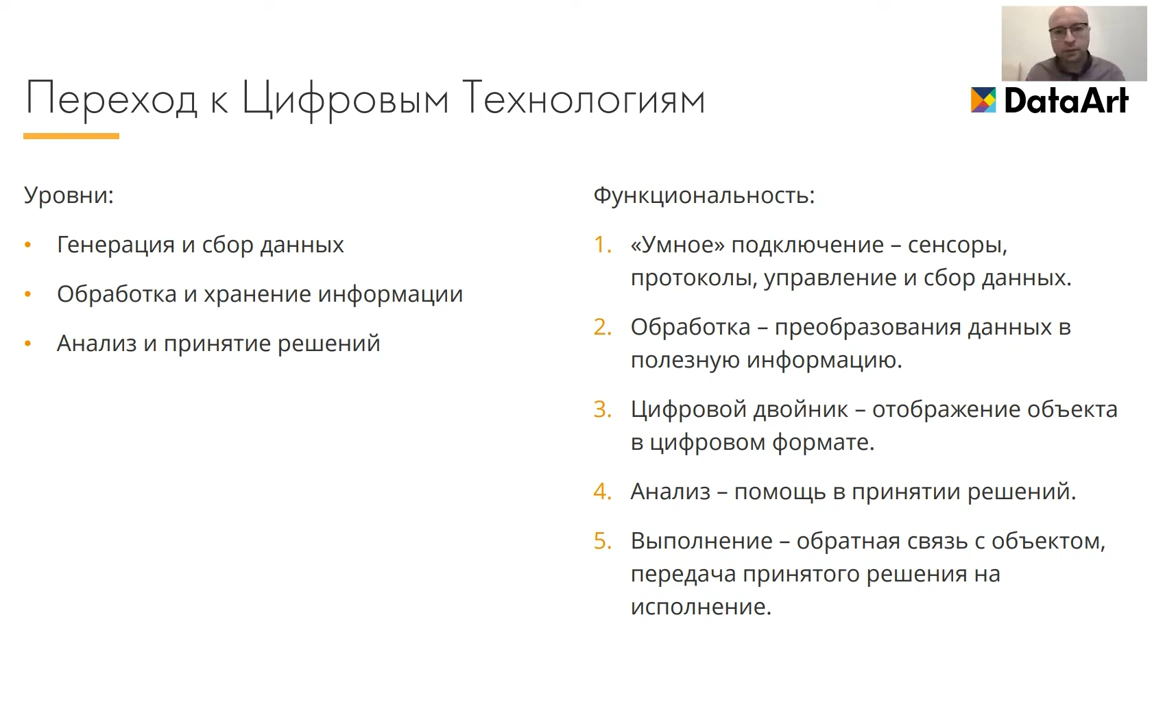 Переход к Цифровым Технологиям
DataArt
Уровни:
• Генерация и сбор данных
• Обработка и хранение информации
• Анализ и принятие решений
Функциональность:
1. «Умное» подключение – сенсоры,
протоколы, управление и сбор данных.
2. Обработка – преобразования данных в
полезную информацию.
3. Цифровой двойник – отображение объекта
в цифровом формате.
4. Анализ – помощь в принятии решений.
5. Выполнение – обратная связь с объектом,
передача принятого решения на
исполнение.